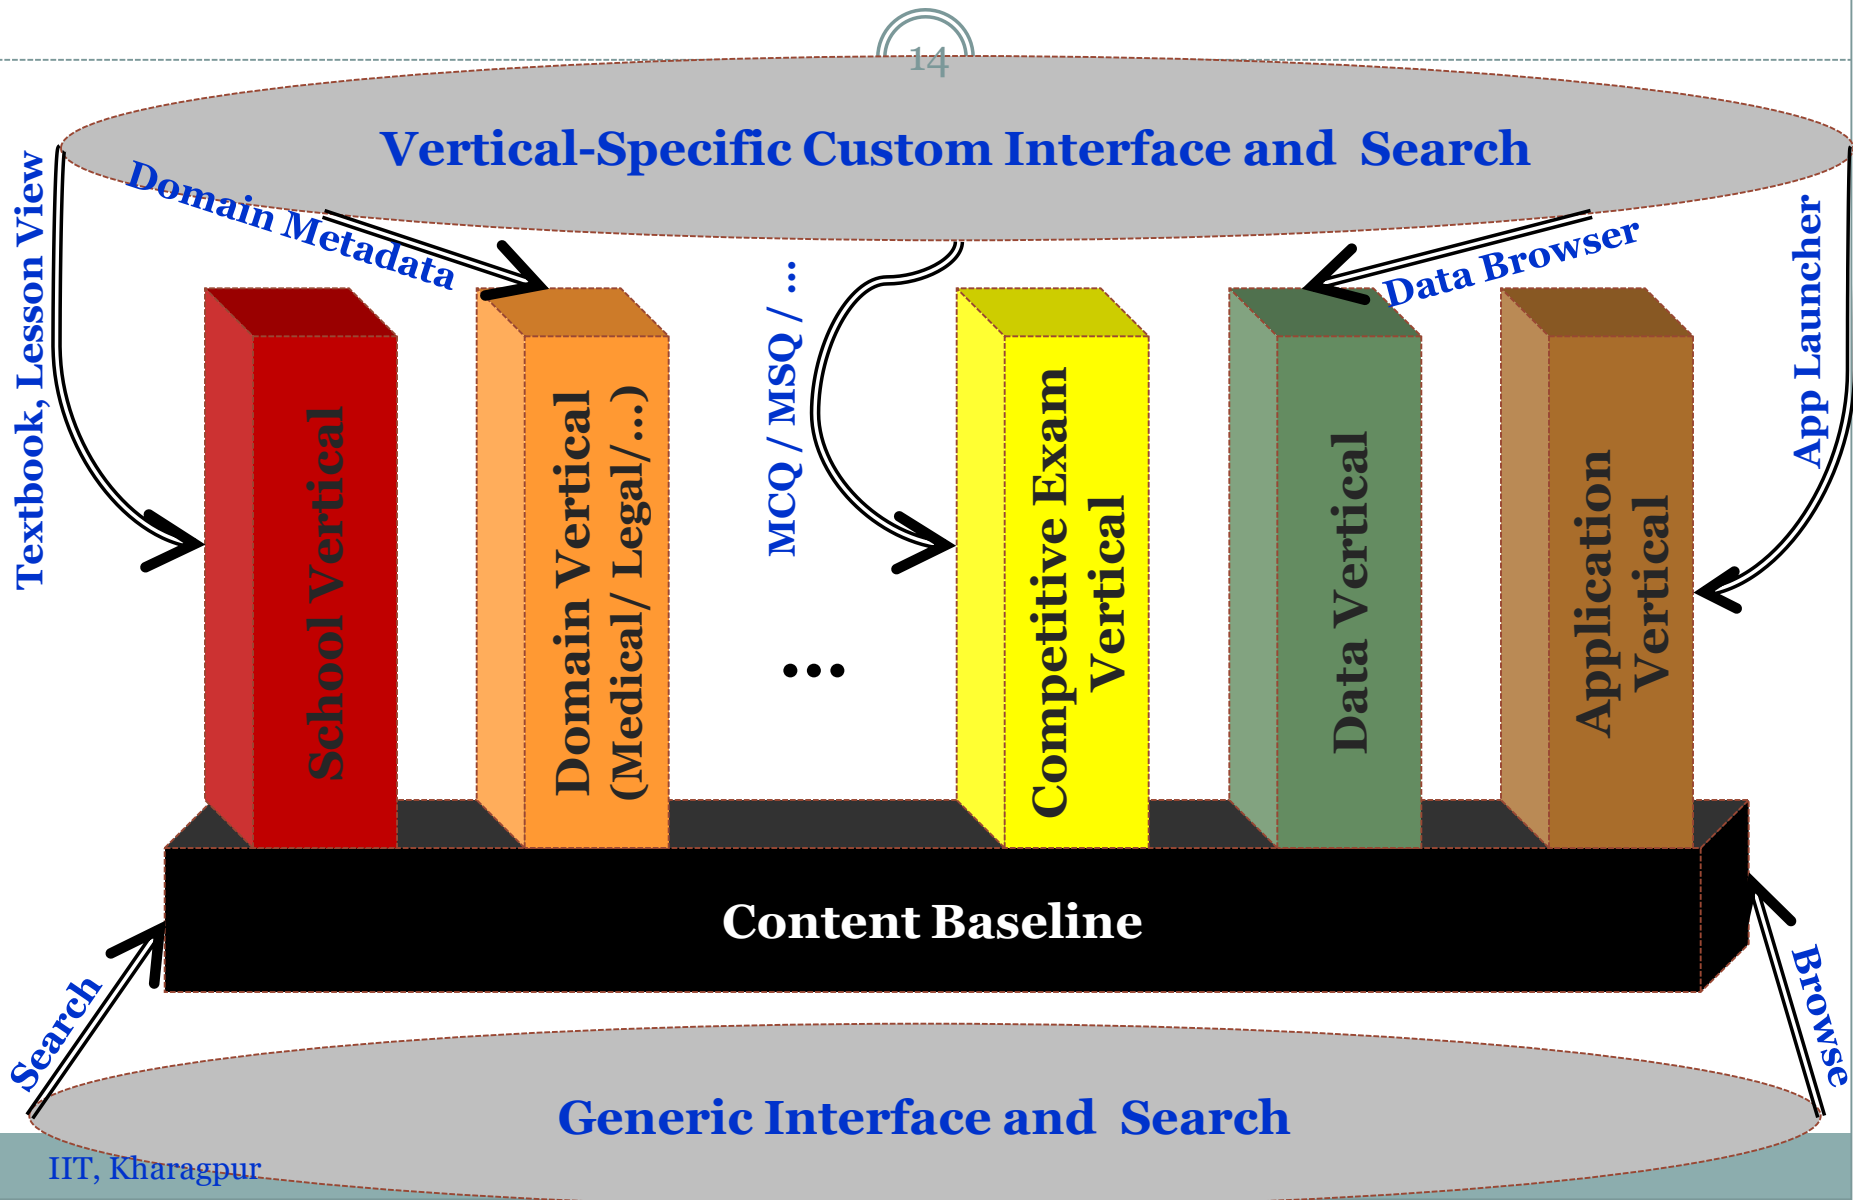 14
Vertical-Specific Custom Interface and Search
Textbook, Lesson View
Domain Metadata
MCQ / MSQ / ...
Data Browser
App Launcher
School Vertical
Domain Vertical
(Medical/ Legal/...)
...
Competitive Exam
Vertical
Data Vertical
Application
Vertical
Content Baseline
Search
Browse
Generic Interface and Search
IIT, Kharagpur